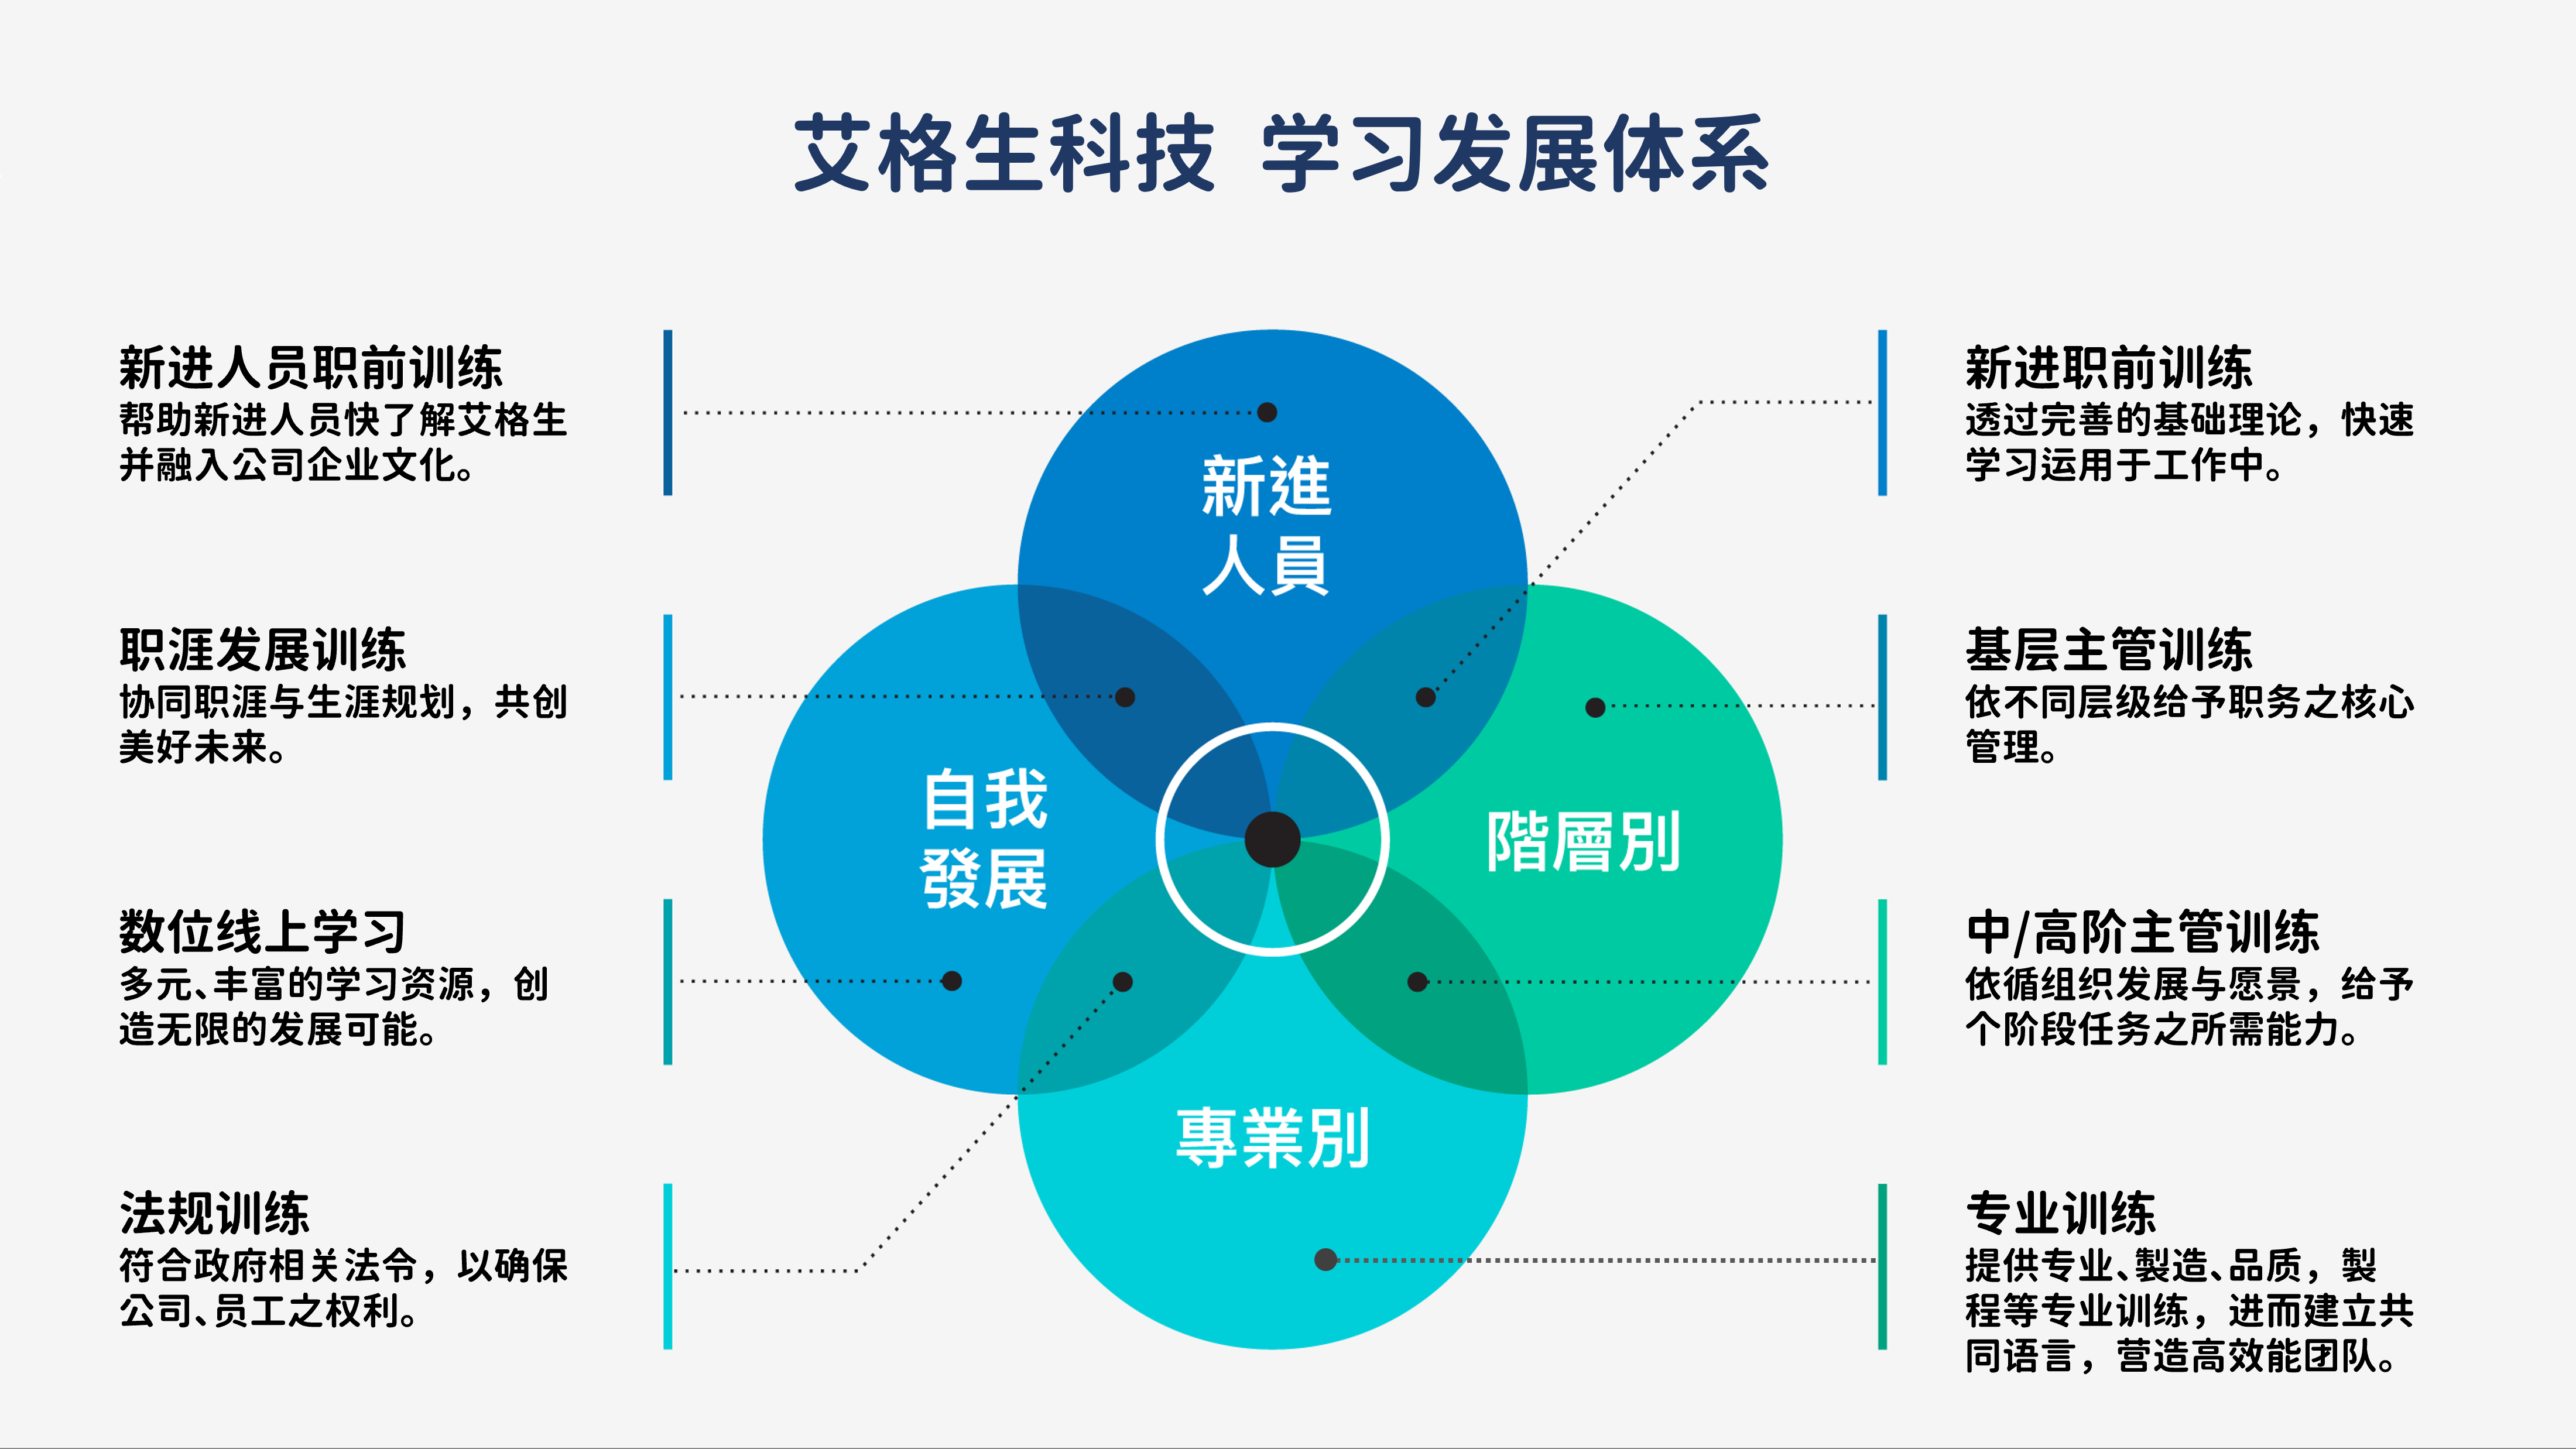 艾格生科技 学习发展体系
新进人员职前训练
帮助新进人员快了解艾格生
并融入公司企业文化。
职涯发展训练
协同职涯与生涯规划，共创
美好未来。
数位线上学习
多元、丰富的学习资源，创
造无限的发展可能。
法规训练
符合政府相关法令，以确保
公司、员工之权利。
新進
人員
自我
發展
階層別
專業別
新进职前训练
透过完善的基础理论，快速
学习运用于工作中。
基层主管训练
依不同层级给予职务之核心
管理。
中/高阶主管训练
依循组织发展与愿景，给予
个阶段任务之所需能力。
专业训练
提供专业、製造、品质，製
程等专业训练，进而建立共
同语言，营造高效能团队。